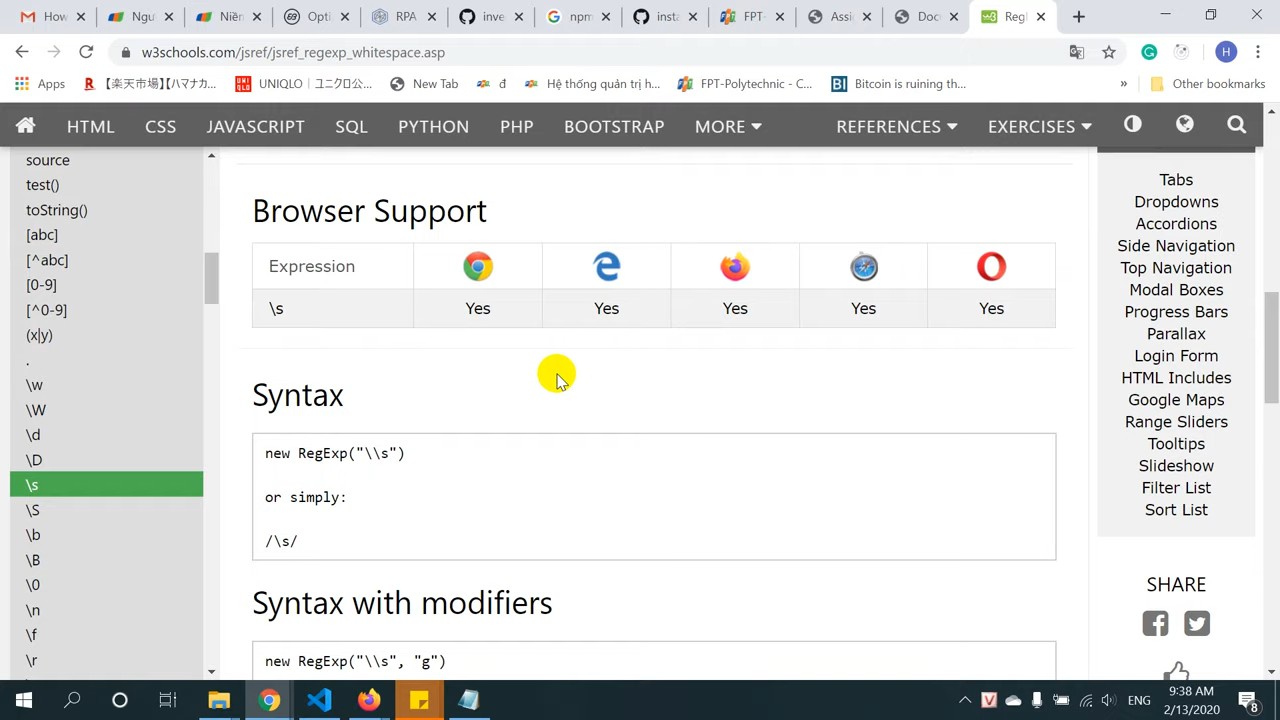 How
Ngu
Niền
Opti
RPA
inve
npm
insta
FPT-
Assi
Doc
Reg
w3schools.com/jsref/jsref_regexp_whitespace.asp
H
Apps
【楽天市場】【ハマナカ...
UNIQLO｜ユニクロ公...
New Tab
đ
Hệ thống quản trị h...
FPT-Polytechnic - C...
Bitcoin is ruining th...
»
Other bookmarks
HTML CSS JAVASCRIPT SQL PYTHON PHP BOOTSTRAP MORE REFERENCES EXERCISES
source
test()
toString()
[abc]
[^abc]
[0-9]
[^0-9]
(x|y)
.
\w
\W
\d
\D
\s
\S
\b
\B
\0
\n
\f
\r
Browser Support
Expression
\s Yes Yes Yes Yes Yes
Syntax
new RegExp("\\s")
or simply:
/\s/
Syntax with modifiers
new RegExp("\\s", "g")
Tabs
Dropdowns
Accordions
Side Navigation
Top Navigation
Modal Boxes
Progress Bars
Parallax
Login Form
HTML Includes
Google Maps
Range Sliders
Tooltips
Slideshow
Filter List
Sort List
SHARE
ENG
9:38 AM
2/13/2020
8